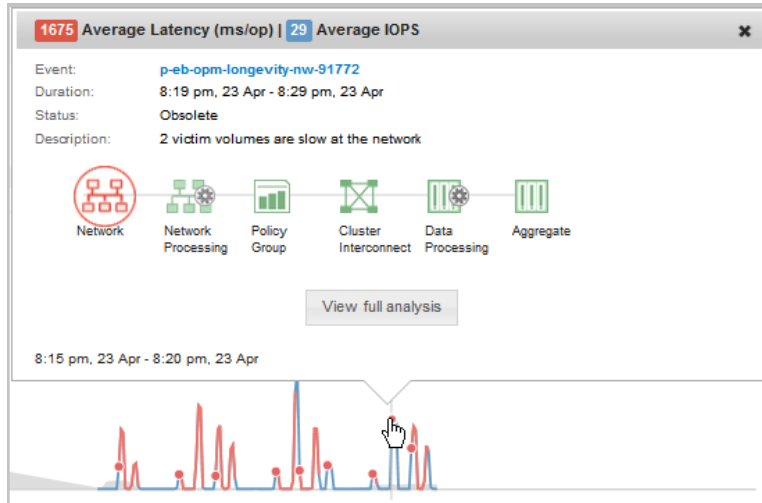 1675 Average Latency (ms/op) | 29 Average IOPS
Event: p-eb-opm-longevity-nw-91772
Duration: 8:19 pm, 23 Apr - 8:29 pm, 23 Apr
Status: Obsolete
Description: 2 victim volumes are slow at the network
Network
Network Processing
Policy Group
Cluster Interconnect
Data Processing
Aggregate
View full analysis
8:15 pm, 23 Apr - 8:20 pm, 23 Apr